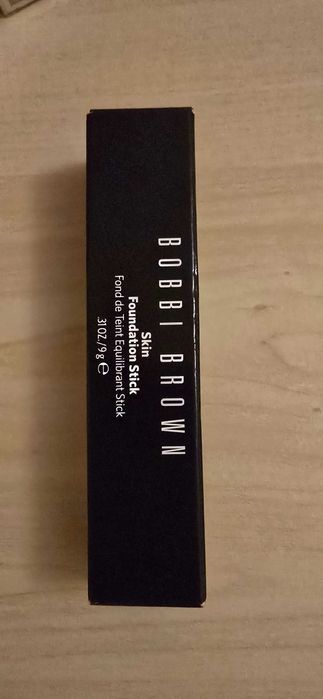 BOBBI BROWN
Skin
Foundation Stick
Fond de Teint Equilibrant Stick
.31 OZ./9 g ℮